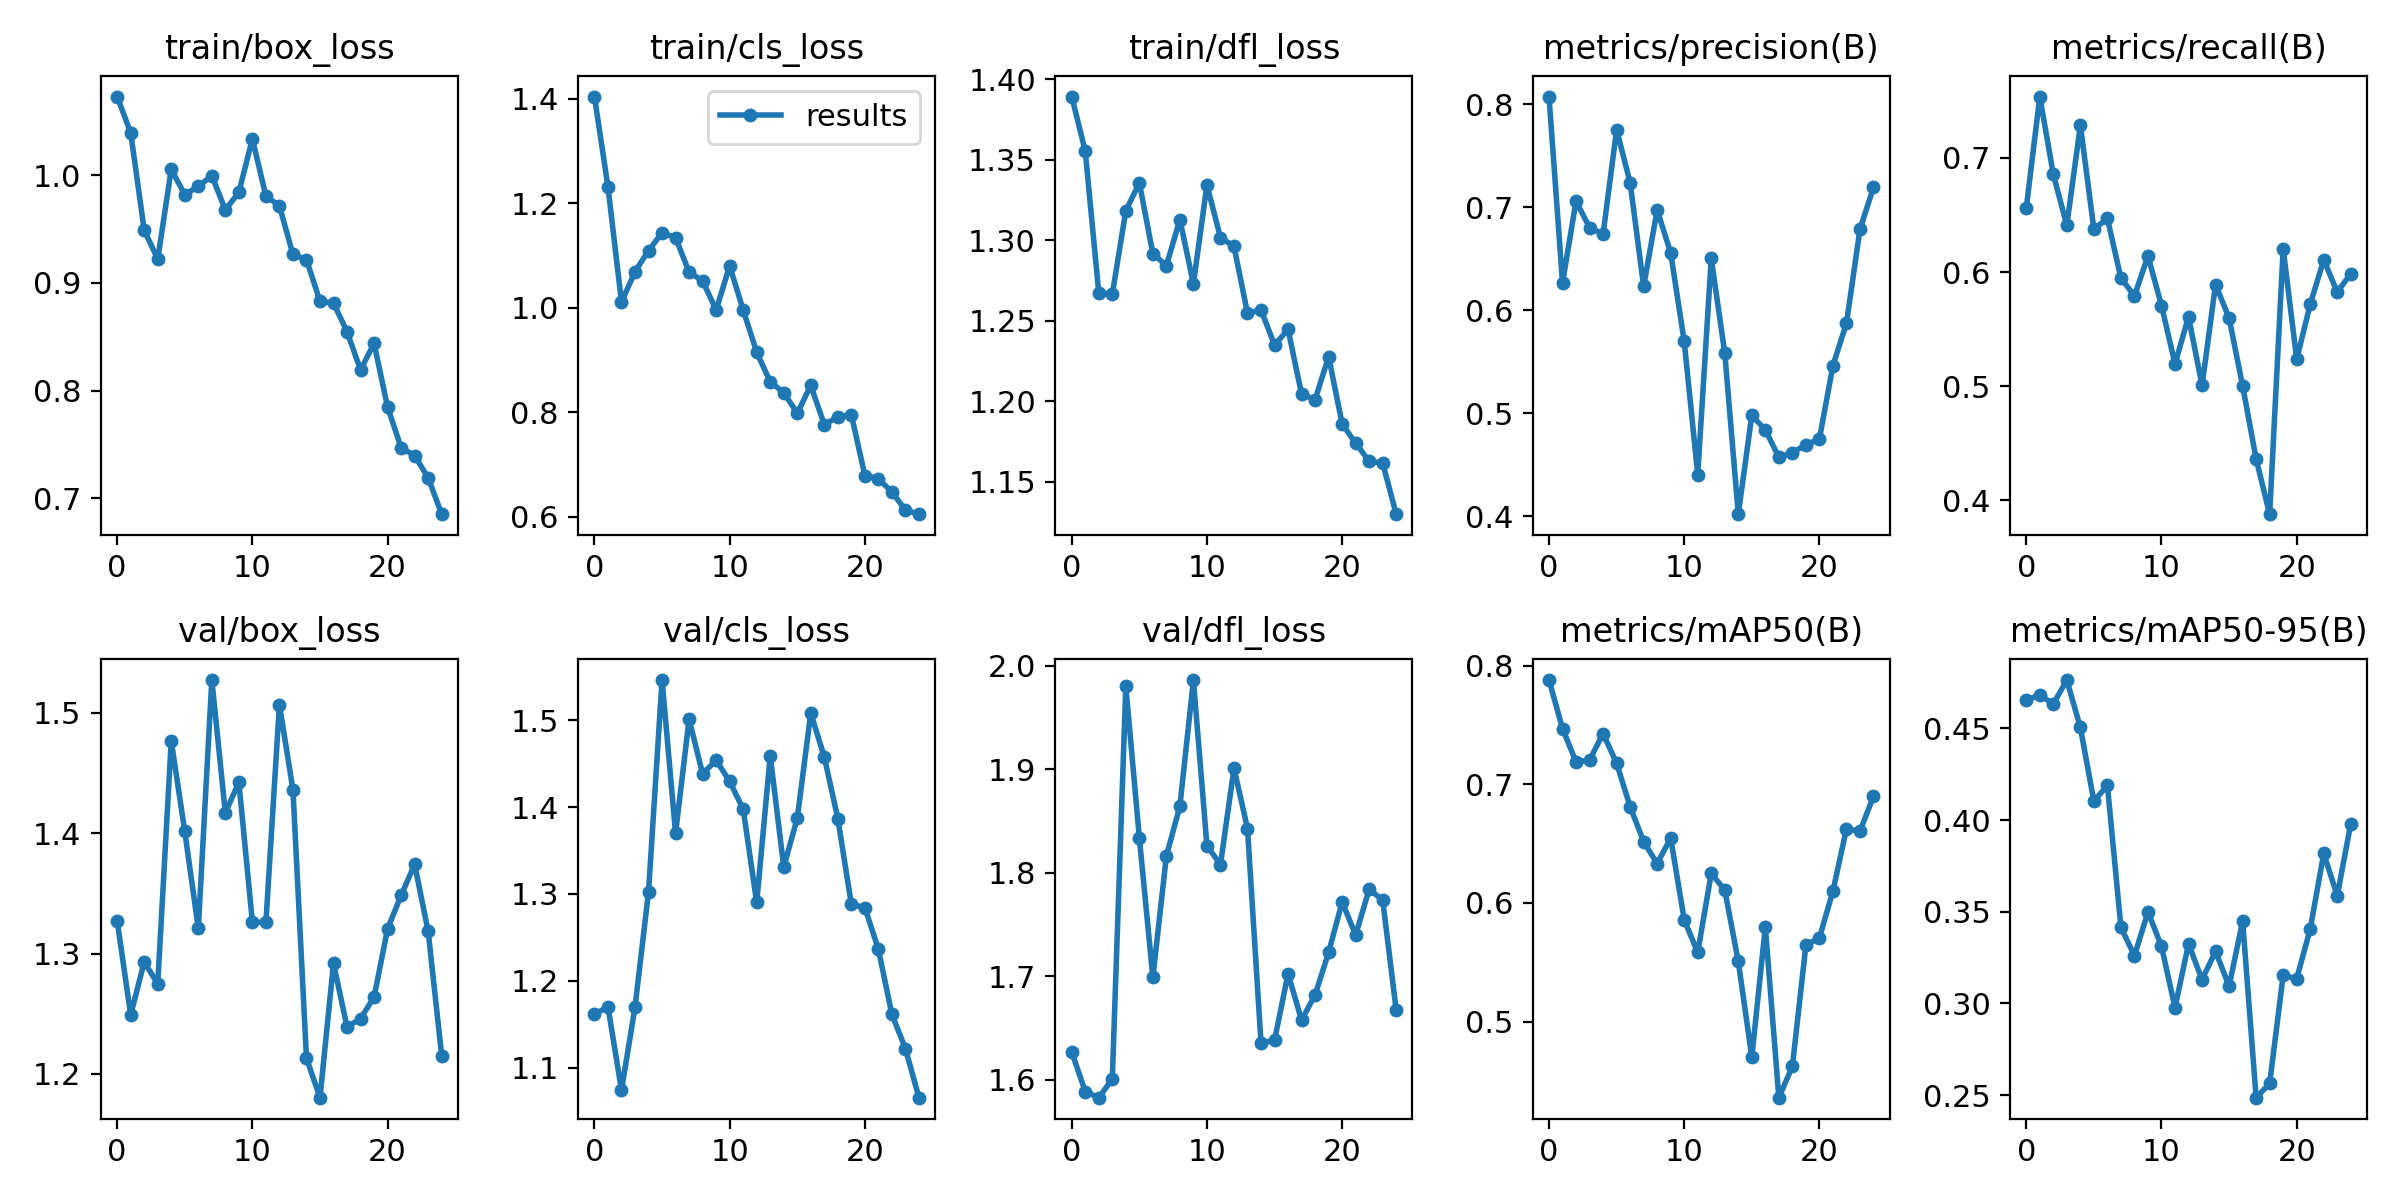 train/box_loss
1.0
0.9
0.8
0.7
0 10 20
train/cls_loss
results
1.4
1.2
1.0
0.8
0.6
0 10 20
train/dfl_loss
1.40
1.35
1.30
1.25
1.20
1.15
0 10 20
metrics/precision(B)
0.8
0.7
0.6
0.5
0.4
0 10 20
metrics/recall(B)
0.7
0.6
0.5
0.4
0 10 20
val/box_loss
1.5
1.4
1.3
1.2
0 10 20
val/cls_loss
1.5
1.4
1.3
1.2
1.1
0 10 20
val/dfl_loss
2.0
1.9
1.8
1.7
1.6
0 10 20
metrics/mAP50(B)
0.8
0.7
0.6
0.5
0 10 20
metrics/mAP50-95(B)
0.45
0.40
0.35
0.30
0.25
0 10 20